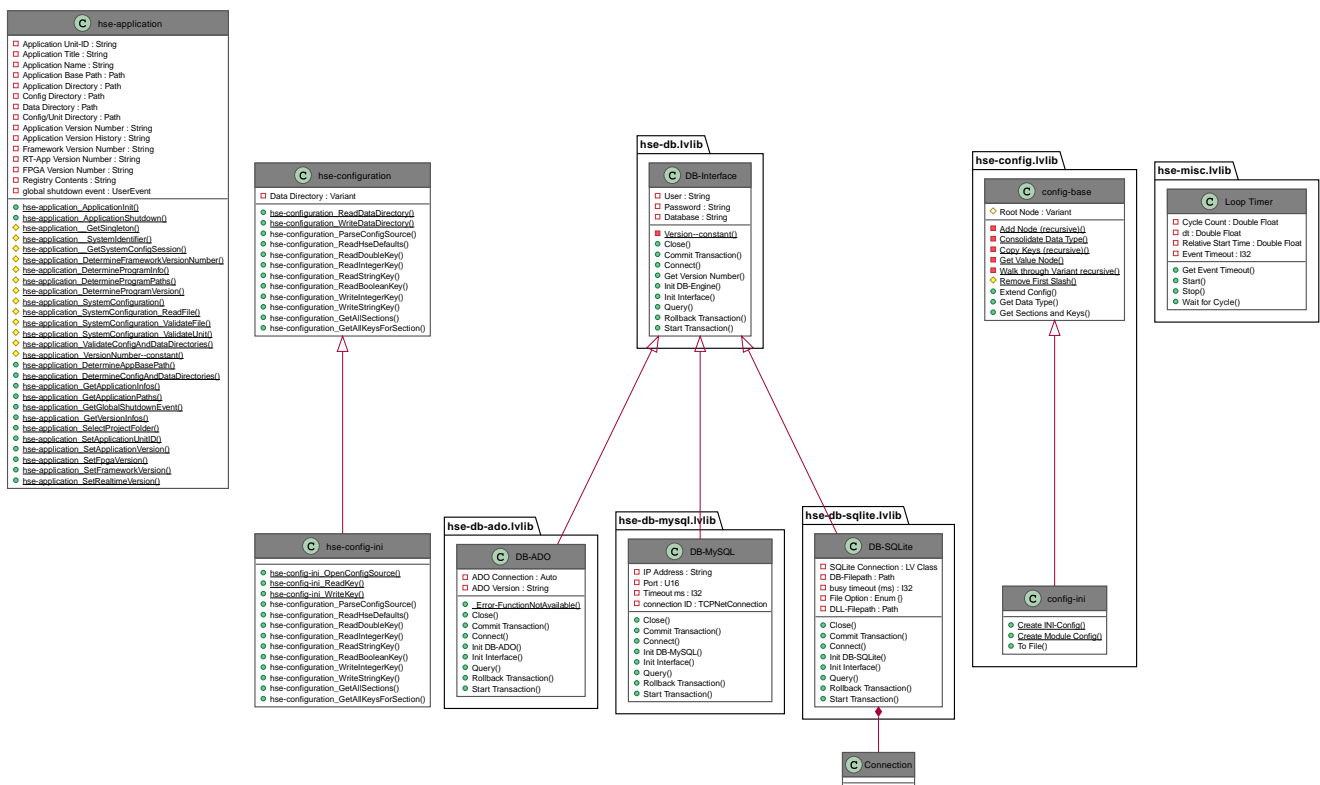 C hse-application
Application Unit-ID : String
Application Title : String
Application Name : String
Application Base Path : Path
Application Directory : Path
Config Directory : Path
Data Directory : Path
Config/Unit Directory : Path
Application Version Number : String
Application Version History : String
Framework Version Number : String
RT-App Version Number : String
FPGA Version Number : String
Registry Contents : String
global shutdown event : UserEvent
hse-application_ApplicationInit()
hse-application_ApplicationShutdown()
hse-application__GetSingleton()
hse-application__SystemIdentifier()
hse-application__GetSystemConfigSession()
hse-application_DetermineFrameworkVersionNumber()
hse-application_DetermineProgramInfo()
hse-application_DetermineProgramPaths()
hse-application_DetermineProgramVersion()
hse-application_SystemConfiguration()
hse-application_SystemConfiguration_ReadFile()
hse-application_SystemConfiguration_ValidateFile()
hse-application_SystemConfiguration_ValidateUnit()
hse-application_ValidateConfigAndDataDirectories()
hse-application_VersionNumber--constant()
hse-application_DetermineAppBasePath()
hse-application_DetermineConfigAndDataDirectories()
hse-application_GetApplicationInfos()
hse-application_GetApplicationPaths()
hse-application_GetGlobalShutdownEvent()
hse-application_GetVersionInfos()
hse-application_SelectProjectFolder()
hse-application_SetApplicationUnitID()
hse-application_SetApplicationVersion()
hse-application_SetFpgaVersion()
hse-application_SetFrameworkVersion()
hse-application_SetRealtimeVersion()
C hse-configuration
Data Directory : Variant
hse-configuration_ReadDataDirectory()
hse-configuration_WriteDataDirectory()
hse-configuration_ParseConfigSource()
hse-configuration_ReadHseDefaults()
hse-configuration_ReadDoubleKey()
hse-configuration_ReadIntegerKey()
hse-configuration_ReadStringKey()
hse-configuration_ReadBooleanKey()
hse-configuration_WriteIntegerKey()
hse-configuration_WriteStringKey()
hse-configuration_GetAllSections()
hse-configuration_GetAllKeysForSection()
hse-db.lvlib
C DB-Interface
User : String
Password : String
Database : String
Version--constant()
Close()
Commit Transaction()
Connect()
Get Version Number()
Init DB-Engine()
Init Interface()
Query()
Rollback Transaction()
Start Transaction()
hse-config.lvlib
C config-base
Root Node : Variant
Add Node (recursive)()
Consolidate Data Type()
Copy Keys (recursive)()
Get Value Node()
Walk through Variant recursive()
Remove First Slash()
Extend Config()
Get Data Type()
Get Sections and Keys()
hse-misc.lvlib
C Loop Timer
Cycle Count : Double Float
dt : Double Float
Relative Start Time : Double Float
Event Timeout : I32
Get Event Timeout()
Start()
Stop()
Wait for Cycle()
C hse-config-ini
hse-config-ini_OpenConfigSource()
hse-config-ini_ReadKey()
hse-config-ini_WriteKey()
hse-configuration_ParseConfigSource()
hse-configuration_ReadHseDefaults()
hse-configuration_ReadDoubleKey()
hse-configuration_ReadIntegerKey()
hse-configuration_ReadStringKey()
hse-configuration_ReadBooleanKey()
hse-configuration_WriteIntegerKey()
hse-configuration_WriteStringKey()
hse-configuration_GetAllSections()
hse-configuration_GetAllKeysForSection()
hse-db-ado.lvlib
C DB-ADO
ADO Connection : Auto
ADO Version : String
_Error-FunctionNotAvailable()
Close()
Commit Transaction()
Connect()
Init DB-ADO()
Init Interface()
Query()
Rollback Transaction()
Start Transaction()
hse-db-mysql.lvlib
C DB-MySQL
IP Address : String
Port : U16
Timeout ms : I32
connection ID : TCPNetConnection
Close()
Commit Transaction()
Connect()
Init DB-MySQL()
Init Interface()
Query()
Rollback Transaction()
Start Transaction()
hse-db-sqlite.lvlib
C DB-SQLite
SQLite Connection : LV Class
DB-Filepath : Path
busy timeout (ms) : I32
File Option : Enum {}
DLL-Filepath : Path
Close()
Commit Transaction()
Connect()
Init DB-SQLite()
Init Interface()
Query()
Rollback Transaction()
Start Transaction()
C config-ini
Create INI-Config()
Create Module Config()
To File()
C Connection